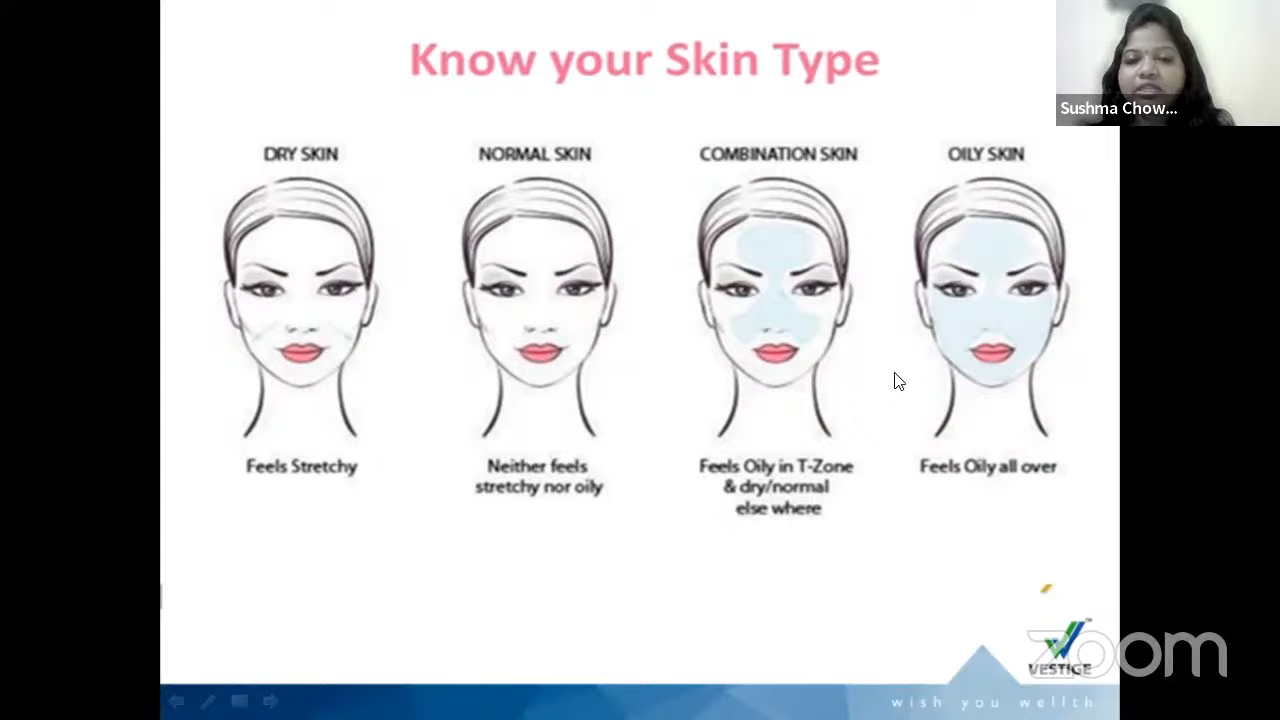 Know your Skin Type
Sushma Chow...
DRY SKIN
NORMAL SKIN
COMBINATION SKIN
OILY SKIN
Feels Stretchy
Neither feels
stretchy nor oily
Feels Oily in T-Zone
& dry/normal
else where
Feels Oily all over
VESTIGE
TM
zoom
wish you wellth